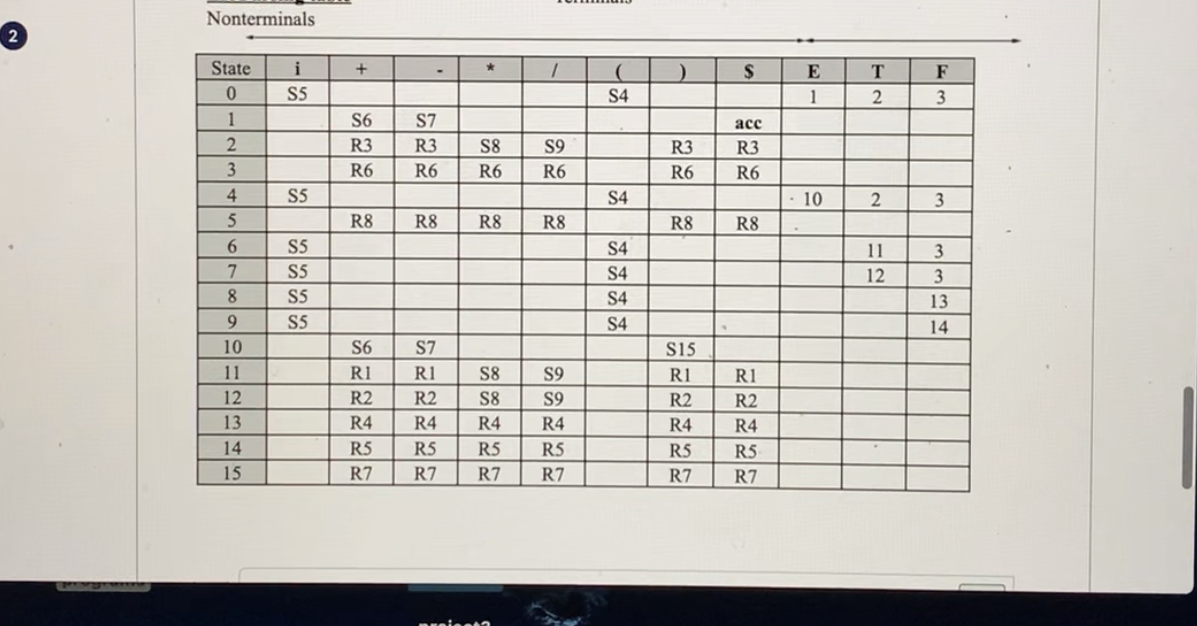 Nonterminals
2
State i + - * / ( ) $ E T F
0 S5 S4 1 2 3
1 S6 S7 acc
2 R3 R3 S8 S9 R3 R3
3 R6 R6 R6 R6 R6 R6
4 S5 S4 10 2 3
5 R8 R8 R8 R8 R8 R8
6 S5 S4 11 3
7 S5 S4 12 3
8 S5 S4 13
9 S5 S4 14
10 S6 S7 S15
11 R1 R1 S8 S9 R1 R1
12 R2 R2 S8 S9 R2 R2
13 R4 R4 R4 R4 R4 R4
14 R5 R5 R5 R5 R5 R5
15 R7 R7 R7 R7 R7 R7